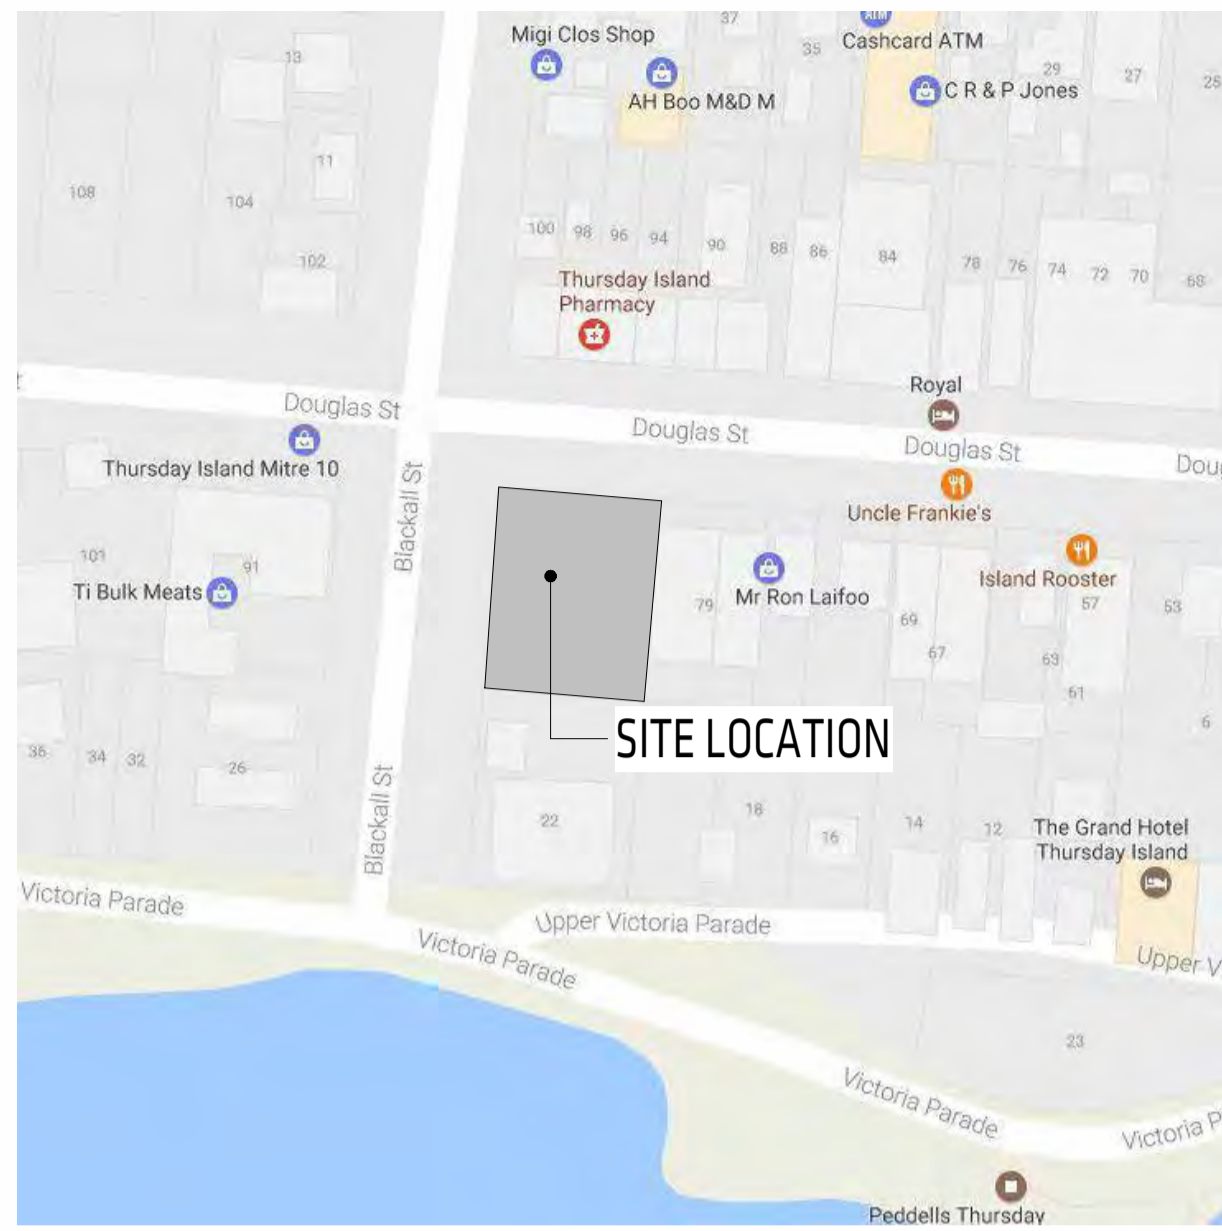 37
Migi Clos Shop
ATM
Cashcard ATM
35
13
29
27
25
C R & P Jones
AH Boo M&D M
11
108
104
100
98
96
94
90
88
86
84
78
76
74
72
70
68
102
Thursday Island
Pharmacy
t
Royal
Douglas St
Douglas St
Douglas St
Dou
Thursday Island Mitre 10
Blackall St
Uncle Frankie's
101
91
Ti Bulk Meats
Island Rooster
79
Mr Ron Laifoo
57
53
69
67
63
61
6
SITE LOCATION
36
34
32
26
Blackall St
22
18
16
14
12
The Grand Hotel
Thursday Island
Victoria Parade
Upper Victoria Parade
Victoria Parade
Upper V
23
Victoria Parade
Victoria P
Peddells Thursday